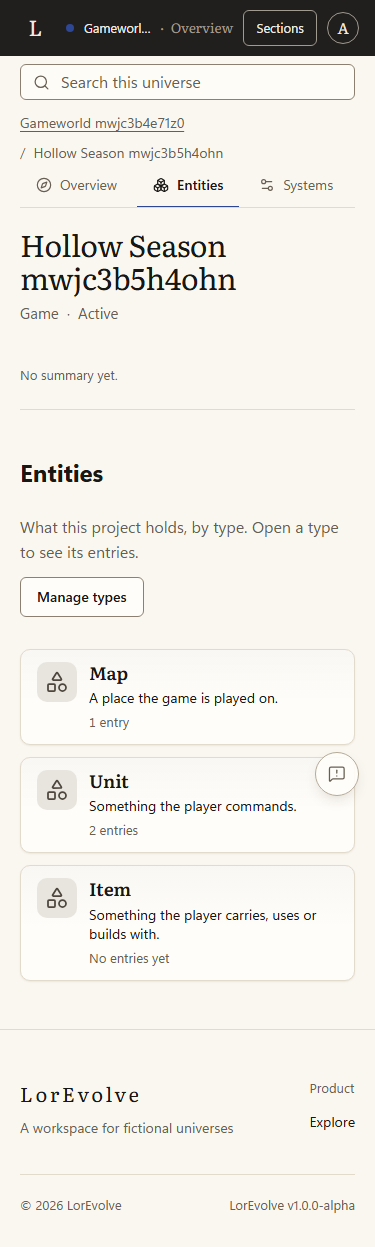 L
Gameworl... · Overview
Sections
A
Search this universe
Gameworld mwjc3b4e71z0
/ Hollow Season mwjc3b5h4ohn
Overview
Entities
Systems
Hollow Season
mwjc3b5h4ohn
Game · Active
No summary yet.
Entities
What this project holds, by type. Open a type
to see its entries.
Manage types
Map
A place the game is played on.
1 entry
Unit
Something the player commands.
2 entries
Item
Something the player carries, uses or
builds with.
No entries yet
LorEvolve
A workspace for fictional universes
Product
Explore
© 2026 LorEvolve
LorEvolve v1.0.0-alpha